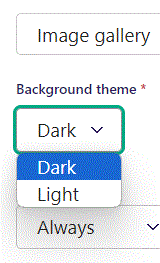 Image gallery
Background theme *
Dark
Dark
Light
Always